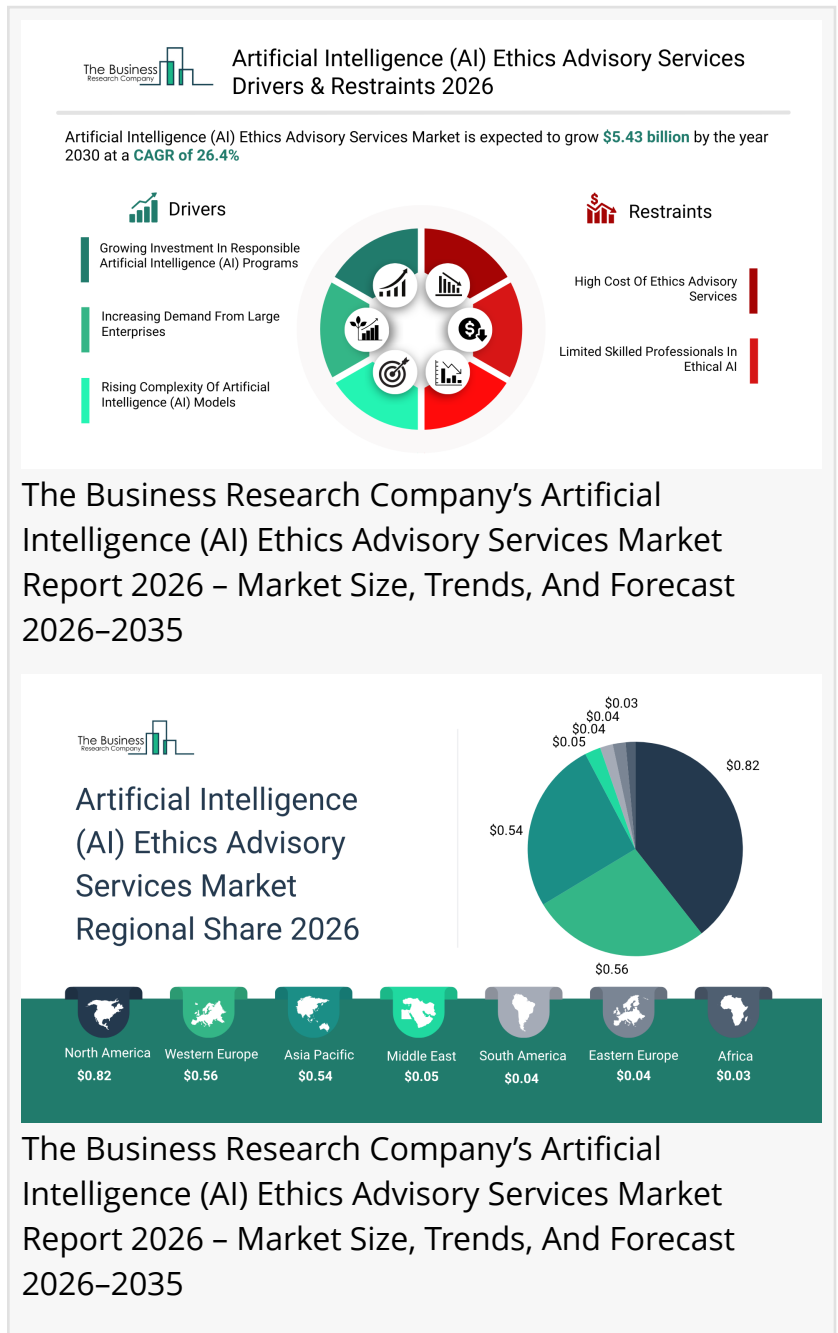 The Business
Research Company
Artificial Intelligence (AI) Ethics Advisory Services
Drivers & Restraints 2026
Artificial Intelligence (AI) Ethics Advisory Services Market is expected to grow $5.43 billion by the year
2030 at a CAGR of 26.4%
Drivers
Growing Investment In Responsible
Artificial Intelligence (AI) Programs
Increasing Demand From Large
Enterprises
Rising Complexity Of Artificial
Intelligence (AI) Models
$
Restraints
High Cost Of Ethics Advisory
Services
Limited Skilled Professionals In
Ethical AI
$
The Business Research Company’s Artificial
Intelligence (AI) Ethics Advisory Services Market
Report 2026 – Market Size, Trends, And Forecast
2026–2035
The Business
Research Company
Artificial Intelligence
(AI) Ethics Advisory
Services Market
Regional Share 2026
$0.03
$0.04
$0.04
$0.05
$0.82
$0.54
$0.56
North America
$0.82
Western Europe
$0.56
Asia Pacific
$0.54
Middle East
$0.05
South America
$0.04
Eastern Europe
$0.04
Africa
$0.03
The Business Research Company’s Artificial
Intelligence (AI) Ethics Advisory Services Market
Report 2026 – Market Size, Trends, And Forecast
2026–2035